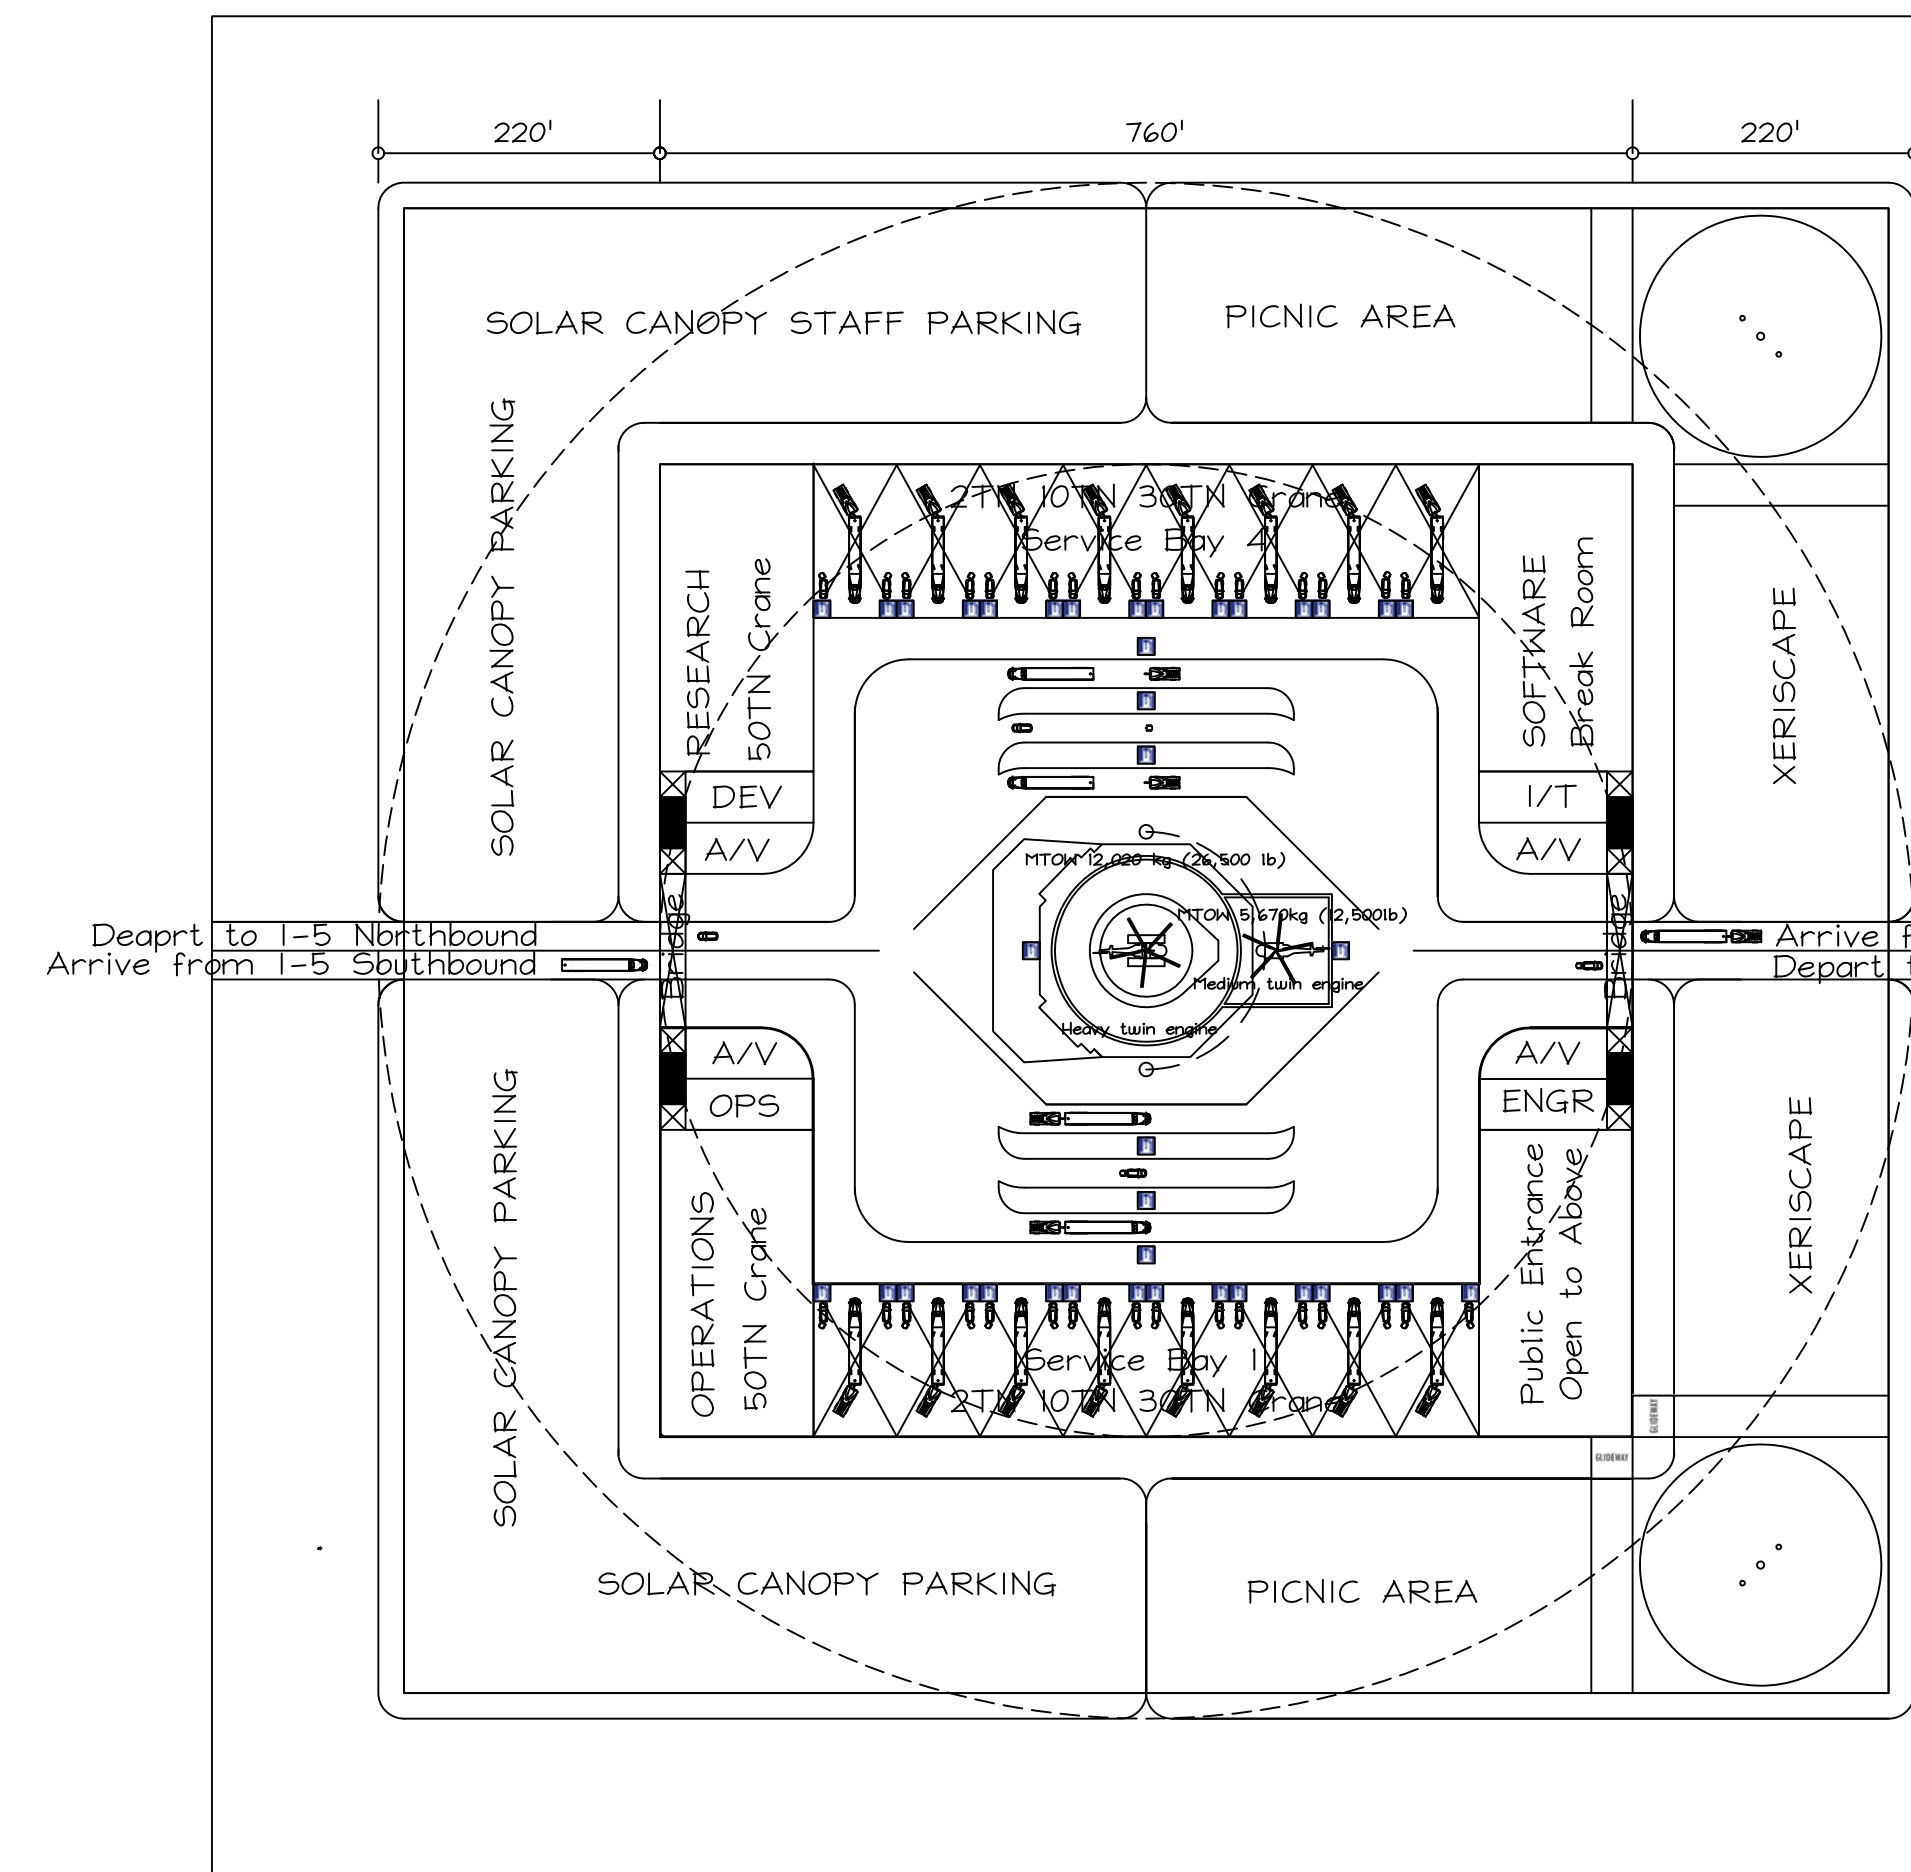 220'
760'
220'
SOLAR CANOPY STAFF PARKING
PICNIC AREA
SOLAR CANOPY PARKING
2TN 10TN 30TN Crane
Service Bay 4
RESEARCH
50TN Crane
SOFTWARE
Break Room
XERISCAPE
DEV
A/V
I/T
A/V
MTOW 12,020 kg (26,500 lb)
MTOW 5,670kg (12,500lb)
Medium twin engine
Heavy twin engine
Deaprt to I-5 Northbound
Arrive from I-5 Southbound
Bridge
Bridge
Arrive f
Depart t
A/V
OPS
A/V
ENGR
SOLAR CANOPY PARKING
OPERATIONS
50TN Crane
Public Entrance
Open to Above
XERISCAPE
Service Bay 1
2TN 10TN 30TN Crane
GLIDEWAY
GLIDEWAY
SOLAR CANOPY PARKING
PICNIC AREA